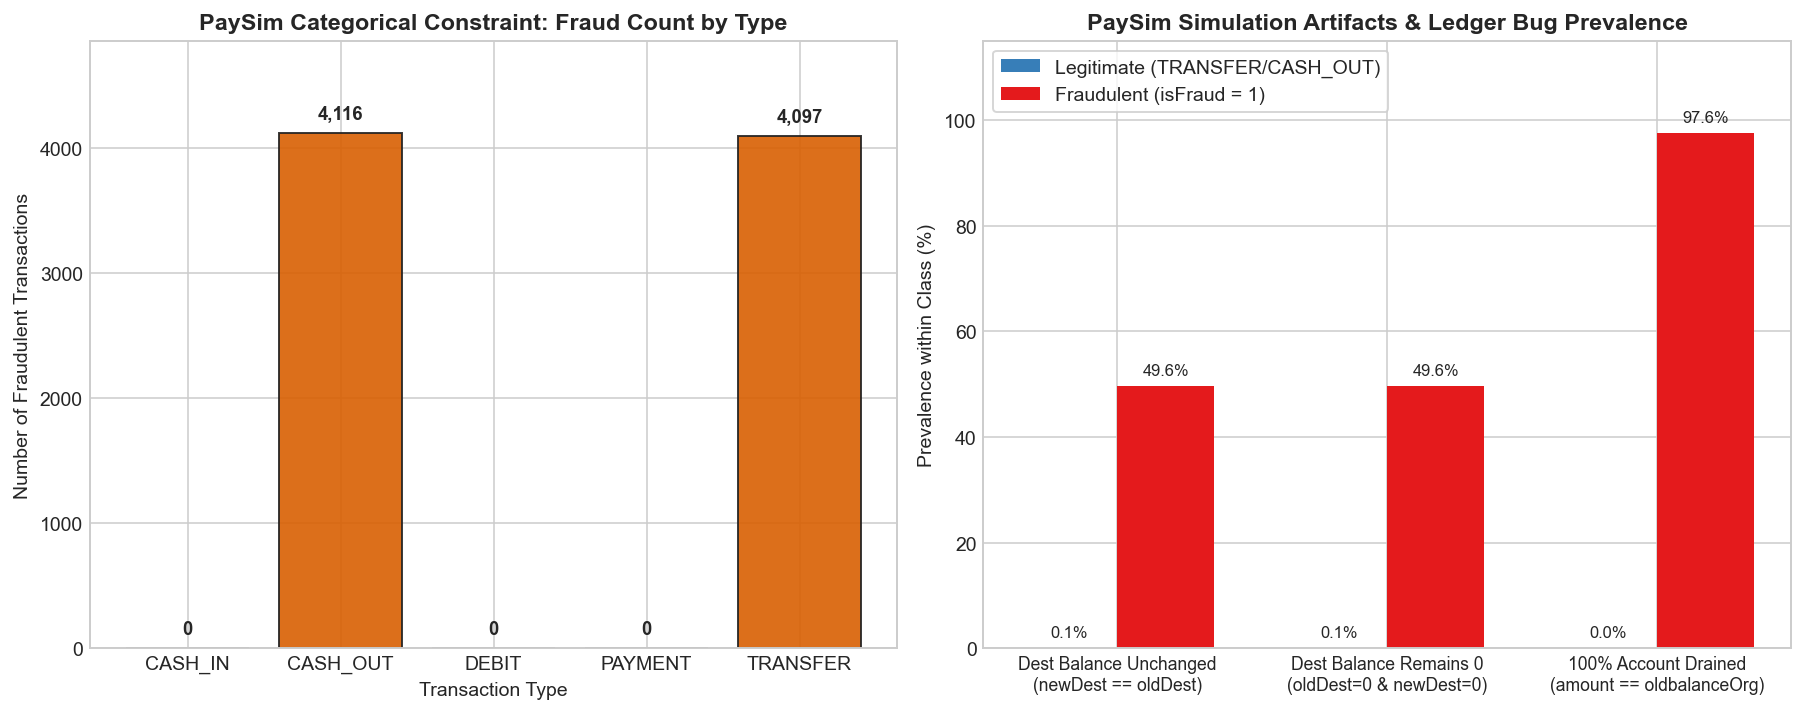 PaySim Categorical Constraint: Fraud Count by Type
Number of Fraudulent Transactions
4000
3000
2000
1000
0
0
4,116
0
0
4,097
CASH_IN
CASH_OUT
DEBIT
PAYMENT
TRANSFER
Transaction Type
PaySim Simulation Artifacts & Ledger Bug Prevalence
Legitimate (TRANSFER/CASH_OUT)
Fraudulent (isFraud = 1)
Prevalence within Class (%)
100
80
60
40
20
0
0.1%
49.6%
0.1%
49.6%
0.0%
97.6%
Dest Balance Unchanged
(newDest == oldDest)
Dest Balance Remains 0
(oldDest=0 & newDest=0)
100% Account Drained
(amount == oldbalanceOrg)